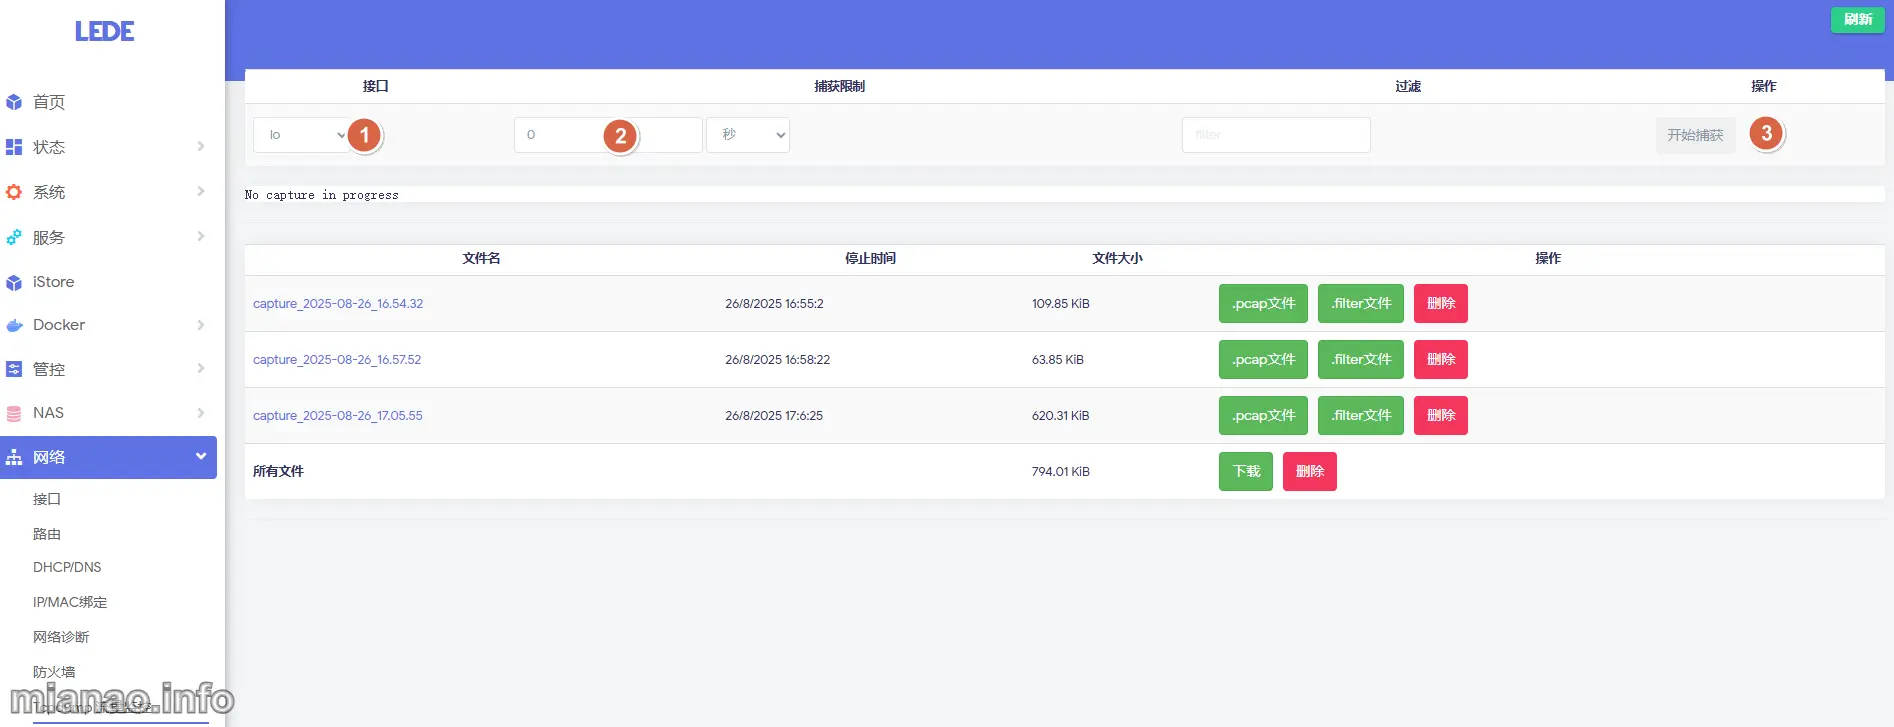 LEDE
刷新
首页
状态
系统
服务
iStore
Docker
管控
NAS
网络
接口
路由
DHCP/DNS
IP/MAC绑定
网络诊断
防火墙
Tcpdump 流量监控
mianao.info
接口 捕获限制 过滤 操作
lo 1 0 2 秒 filter 开始捕获 3
No capture in progress
文件名 停止时间 文件大小 操作
capture_2025-08-26_16.54.32 26/8/2025 16:55:2 109.85 KiB .pcap文件 .filter文件 删除
capture_2025-08-26_16.57.52 26/8/2025 16:58:22 63.85 KiB .pcap文件 .filter文件 删除
capture_2025-08-26_17.05.55 26/8/2025 17:6:25 620.31 KiB .pcap文件 .filter文件 删除
所有文件 794.01 KiB 下载 删除